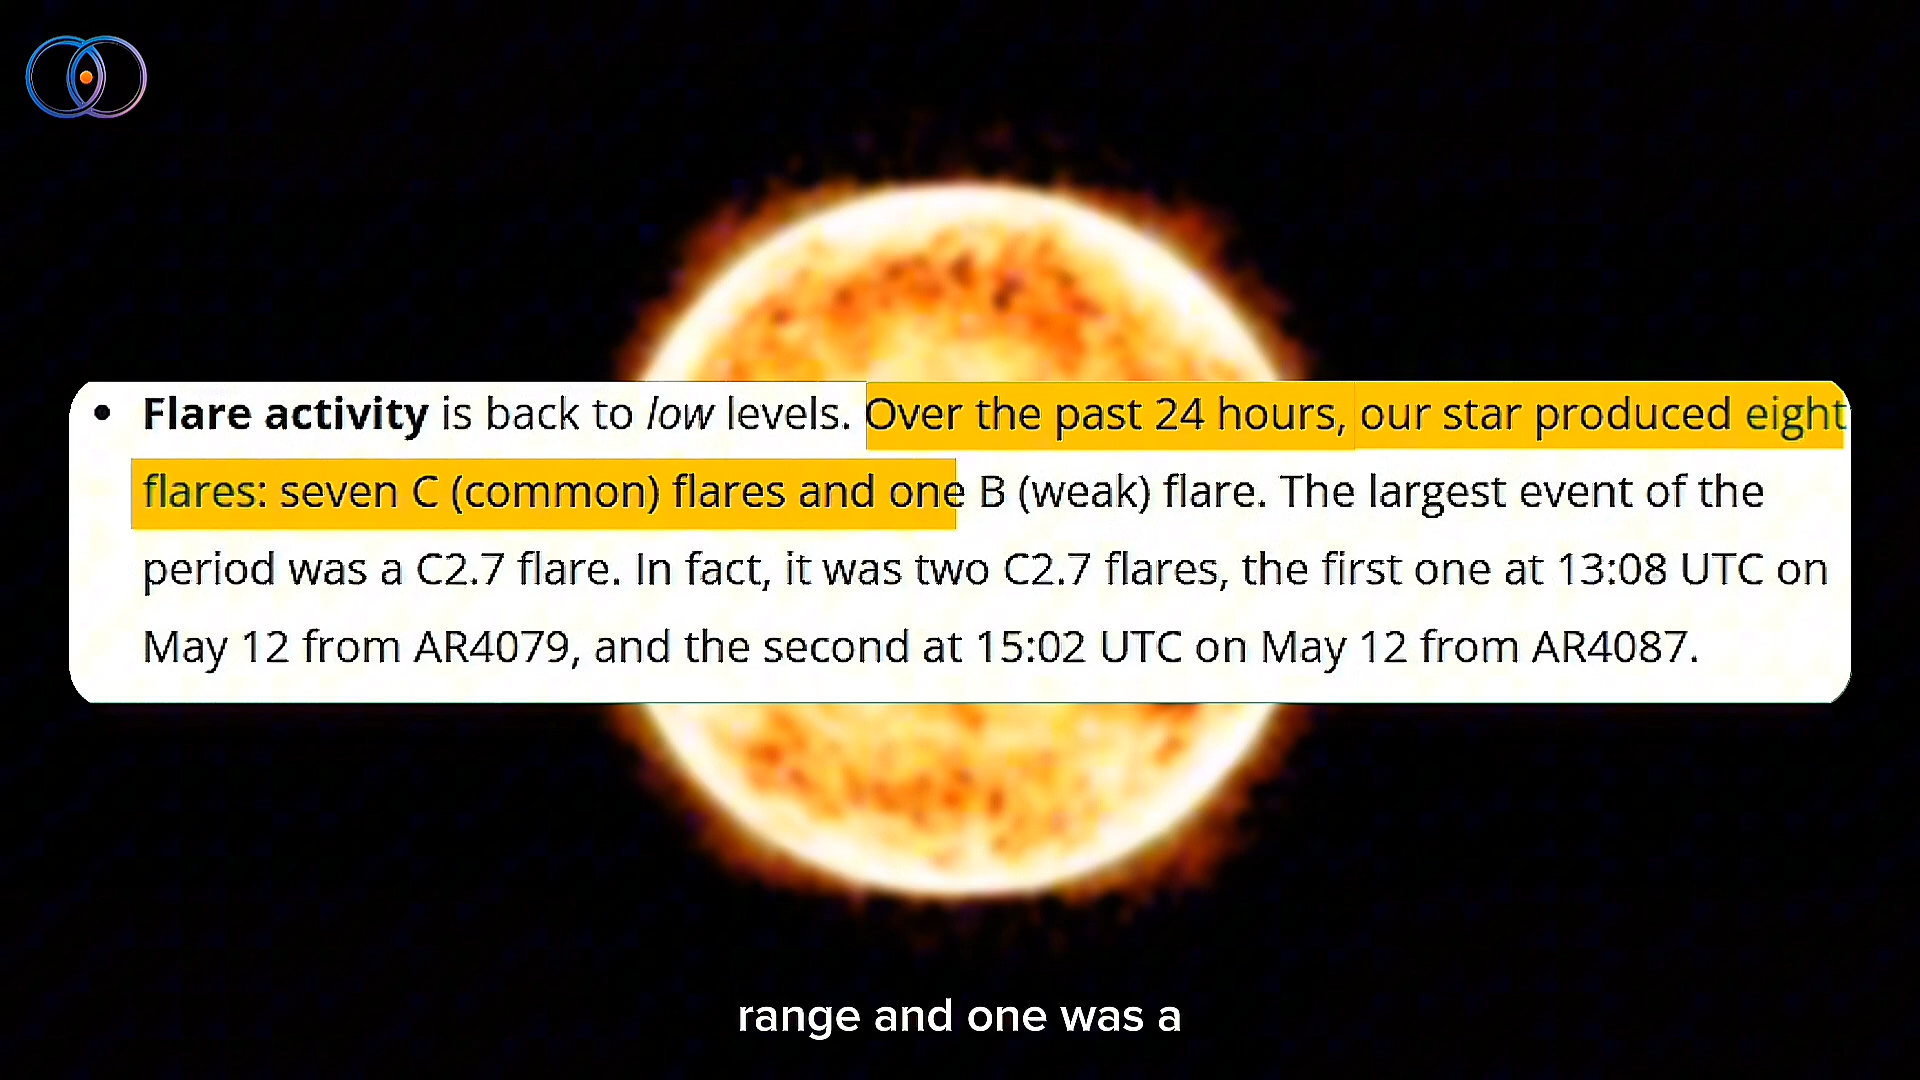 • Flare activity is back to low levels. Over the past 24 hours, our star produced eight
flares: seven C (common) flares and one B (weak) flare. The largest event of the
period was a C2.7 flare. In fact, it was two C2.7 flares, the first one at 13:08 UTC on
May 12 from AR4079, and the second at 15:02 UTC on May 12 from AR4087.
range and one was a